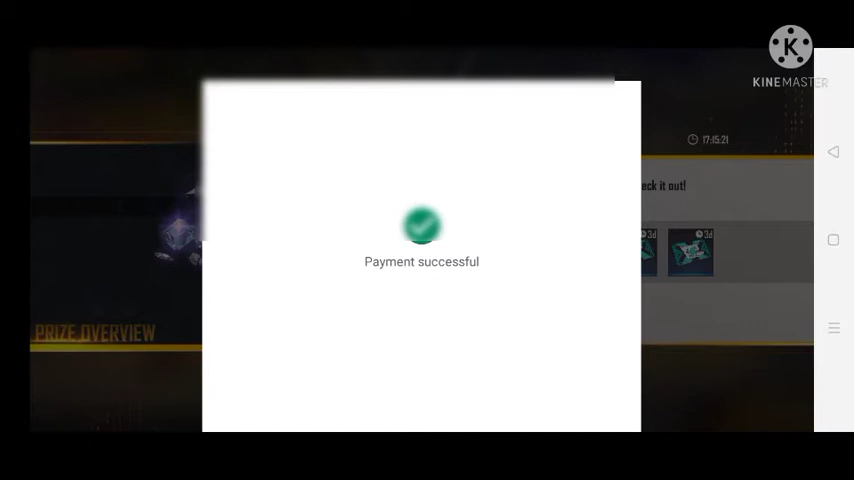 K
KINEMASTER
17:15:21
eck it out!
3d
3d
Payment successful
PRIZE OVERVIEW